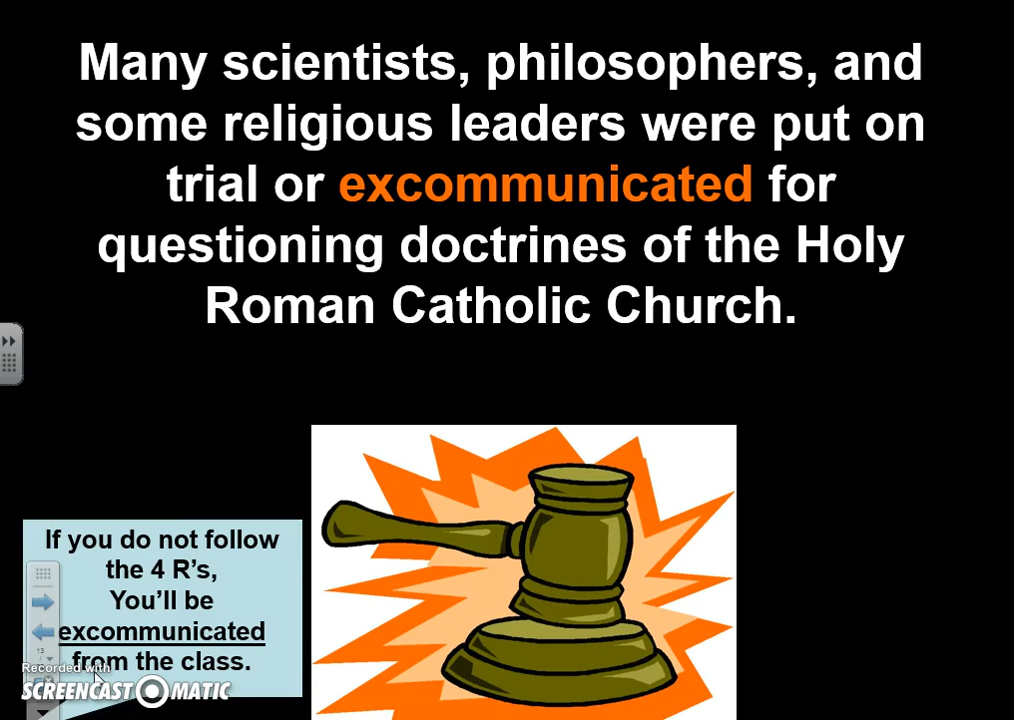 Many scientists, philosophers, and
some religious leaders were put on
trial or excommunicated for
questioning doctrines of the Holy
Roman Catholic Church.
If you do not follow
the 4 R’s,
You’ll be
excommunicated
from the class.
13
Recorded with
SCREENCAST O MATIC